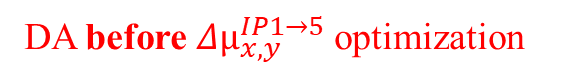 DA before Δμ_{x,y}^{IP1→5} optimization